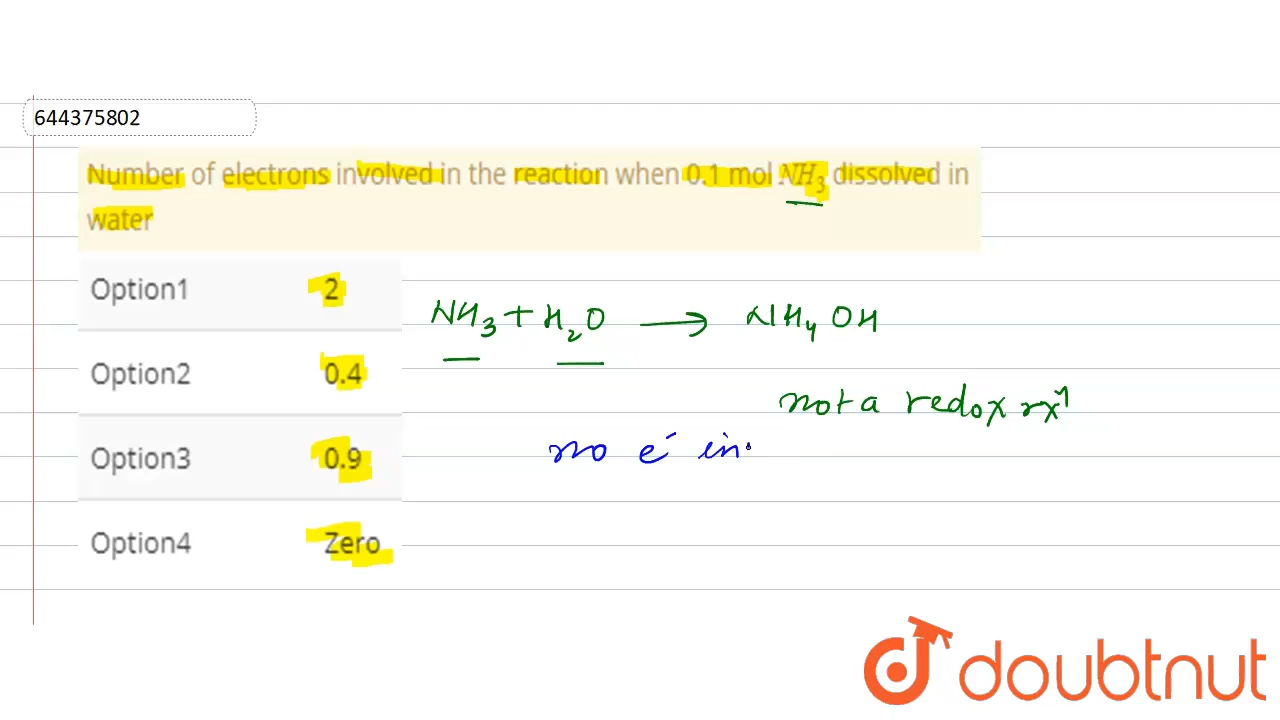 644375802
Number of electrons involved in the reaction when 0.1 mol NH₃ dissolved in
water
Option1 2
Option2 0.4
Option3 0.9
Option4 Zero
NH₃ + H₂O → NH₄OH
not a redox rxⁿ
no e⁻ in
doubtnut